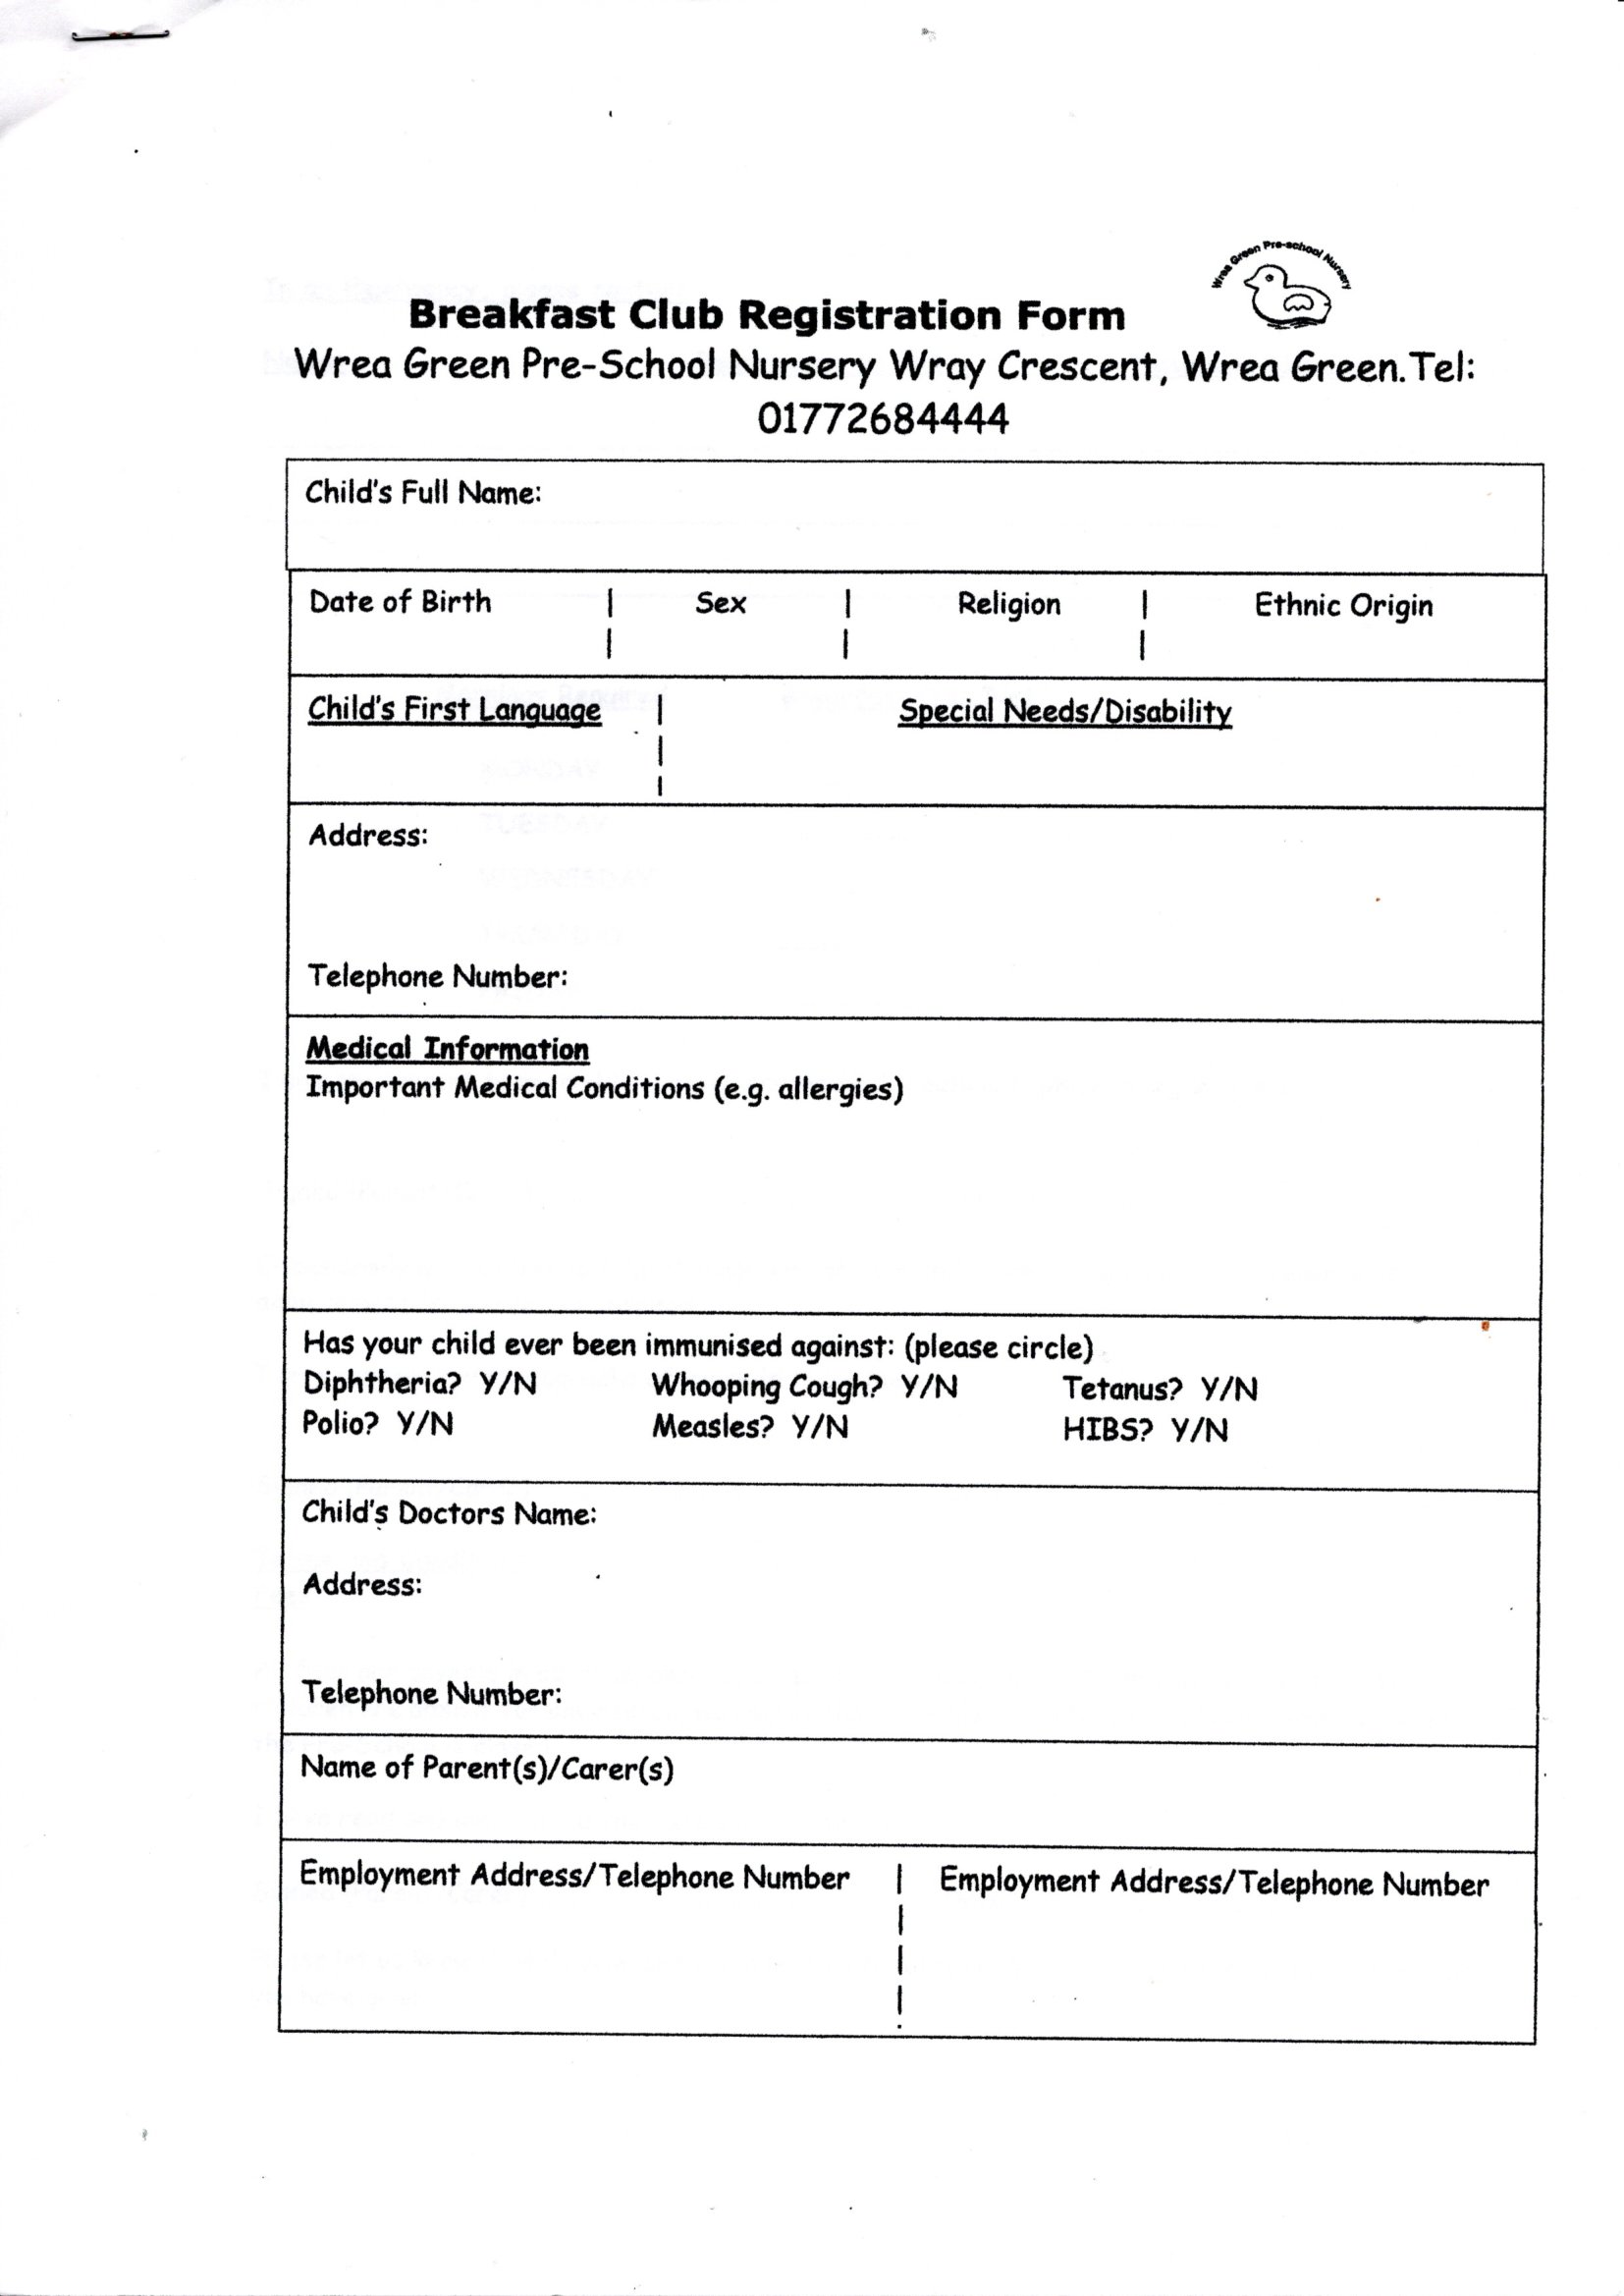 Wrea Green Pre-school Nursery
Breakfast Club Registration Form
Wrea Green Pre-School Nursery Wray Crescent, Wrea Green.Tel:
01772684444
Child's Full Name:
Date of Birth | Sex | Religion | Ethnic Origin
Child's First Language | Special Needs/Disability
Address:
Telephone Number:
Medical Information
Important Medical Conditions (e.g. allergies)
Has your child ever been immunised against: (please circle)
Diphtheria? Y/N Whooping Cough? Y/N Tetanus? Y/N
Polio? Y/N Measles? Y/N HIBS? Y/N
Child's Doctors Name:
Address:
Telephone Number:
Name of Parent(s)/Carer(s)
Employment Address/Telephone Number | Employment Address/Telephone Number